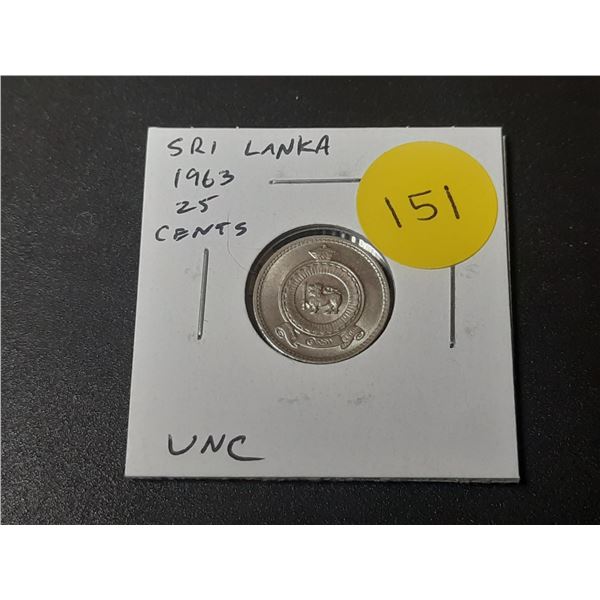 SRI LANKA
1963
25
CENTS
151
UNC